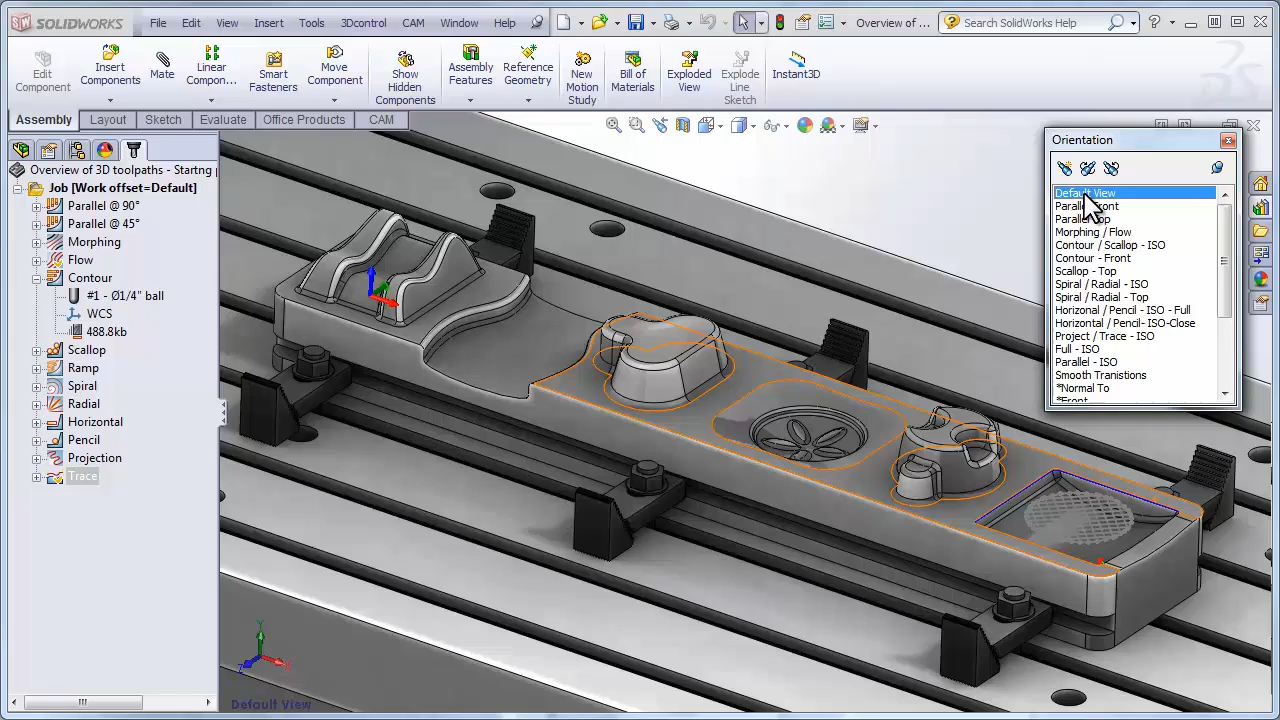 SOLIDWORKS File Edit View Insert Tools 3Dcontrol CAM Window Help Overview of ... Search SolidWorks Help
Edit Component
Insert Components
Mate
Linear Compon...
Smart Fasteners
Move Component
Show Hidden Components
Assembly Features
Reference Geometry
New Motion Study
Bill of Materials
Exploded View
Explode Line Sketch
Instant3D
Assembly Layout Sketch Evaluate Office Products CAM
Overview of 3D toolpaths - Starting
Job [Work offset=Default]
Parallel @ 90°
Parallel @ 45°
Morphing
Flow
Contour
#1 - Ø1/4" ball
WCS
488.8kb
Scallop
Ramp
Spiral
Radial
Horizontal
Pencil
Projection
Trace
Orientation
Default View
Morphing / Flow
Contour / Scallop - ISO
Contour - Front
Scallop - Top
Spiral / Radial - ISO
Spiral / Radial - Top
Horizonal / Pencil - ISO - Full
Horizontal / Pencil- ISO-Close
Project / Trace - ISO
Full - ISO
Parallel - ISO
Smooth Tranistions
*Normal To
*Front
Y
X
Z
Default View